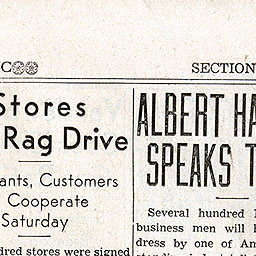 C
SECTION
Stores
Rag Drive
ants, Customers
Cooperate
Saturday
dred stores were signed
ALBERT HA
SPEAKS T
Several hundred 1
business men will h
dress by one of Am